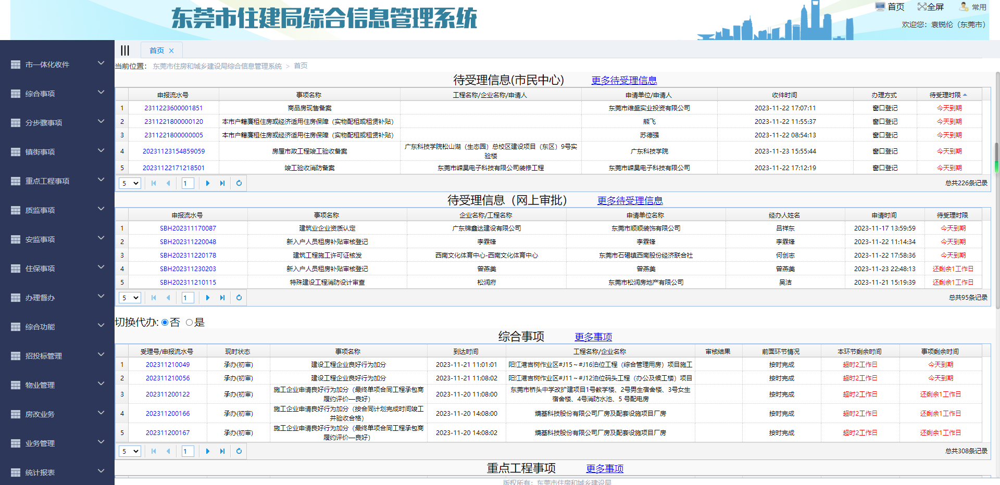 东莞市住建局综合信息管理系统
首页 全屏 常用
欢迎您：袁锐伦（东莞市）
首页
当前位置： 东莞市住房和城乡建设局综合信息管理系统 > 首页
市一体化收件
综合事项
分步骤事项
镇街事项
重点工程事项
质监事项
安监事项
住保事项
办理督办
综合功能
招投标管理
物业管理
房改业务
业务管理
统计报表
待受理信息(市民中心) 更多待受理信息
申报流水号 事项名称 工程名称/企业名称/申请人 申请单位/申请人 收件时间 办理方式 待受理时限
1 2311223600001851 商品房现售备案 东莞市维盛实业投资有限公司 2023-11-22 17:07:11 窗口登记 今天到期
2 2311221800000120 本市户籍廉租住房或经济适用住房保障（实物配租或租赁补贴） 熊飞 2023-11-22 11:55:37 窗口登记 今天到期
3 2311221800000005 本市户籍廉租住房或经济适用住房保障（实物配租或租赁补贴） 苏德强 2023-11-22 08:54:13 窗口登记 今天到期
4 20231123154859059 房屋市政工程竣工验收备案 广东科技学院松山湖（生态园）总校区建设项目（东区）9号实验楼 广东科技学院 2023-11-23 15:55:44 窗口登记 今天到期
5 20231122171218501 竣工验收消防备案 东莞市嵘昊电子科技有限公司装修工程 东莞市嵘昊电子科技有限公司 2023-11-22 17:12:19 窗口登记 今天到期
5 1 总共226条记录
待受理信息（网上审批） 更多待受理信息
申报流水号 事项名称 企业名称/工程名称 申请单位名称 经办人姓名 申请时间 待受理时限
1 SBH202311170087 建筑业企业资质认定 广东锦鑫达建设有限公司 东莞市顺顺装饰有限公司 吕祥东 2023-11-17 13:59:59 今天到期
2 SBH202311220048 新入户人员租房补贴审核登记 李霖锋 李霖锋 李霖锋 2023-11-22 11:14:34 今天到期
3 SBH202311220178 建筑工程施工许可证核发 西南文化体育中心-西南文化体育中心 东莞市石碣镇西南股份经济联合社 何创志 2023-11-22 17:58:36 今天到期
4 SBH202311230203 新入户人员租房补贴审核登记 曾燕美 曾燕美 曾燕美 2023-11-23 22:48:13 还剩余1工作日
5 SBH202311210115 特殊建设工程消防设计审查 松润府 东莞市松润房地产有限公司 吴洁 2023-11-21 15:19:39 还剩余1工作日
5 1 总共95条记录
切换代办: 否 是
综合事项 更多事项
受理号/申报流水号 现时状态 事项名称 到达时间 工程名称/企业名称 审核结果 前面环节情况 本环节剩余时间 事项剩余时间
1 202311210049 承办(初审) 建设工程企业良好行为加分 2023-11-21 11:01:01 阳江港吉树作业区#J15～#J16泊位工程（综合管理用房）项目施工 按时完成 超时2工作日 今天到期
2 202311210056 承办(初审) 建设工程企业良好行为加分 2023-11-21 11:08:02 阳江港吉树作业区#J11～#J12泊位码头工程（办公及候工楼）项目 按时完成 超时2工作日 今天到期
3 202311200122 承办(初审) 施工企业申请良好行为加分（最终单项合同工程承包商履约评价—良好） 2023-11-20 11:08:00 东莞市桥头中学改扩建项目1号教学楼、2号男生宿舍楼、3号女生宿舍楼、4号消防水池、5 号配电房 按时完成 超时2工作日 还剩余1工作日
4 202311200166 承办(初审) 施工企业申请良好行为加分（按合同计划完成时间竣工并验收合格） 2023-11-20 14:08:00 熵基科技股份有限公司厂房及配套设施项目厂房 按时完成 超时2工作日 还剩余1工作日
5 202311200167 承办(初审) 施工企业申请良好行为加分（最终单项合同工程承包商履约评价—良好） 2023-11-20 14:08:02 熵基科技股份有限公司厂房及配套设施项目厂房 按时完成 超时2工作日 还剩余1工作日
5 1 总共308条记录
重点工程事项 更多事项
版权所有：东莞市住房和城乡建设局